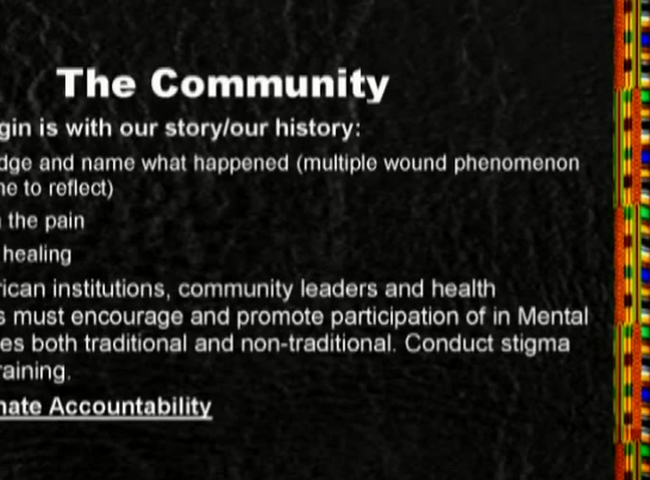 The Community
gin is with our story/our history:
dge and name what happened (multiple wound phenomenon
ne to reflect)
the pain
healing
rican institutions, community leaders and health
s must encourage and promote participation of in Mental
es both traditional and non-traditional. Conduct stigma
raining.
nate Accountability